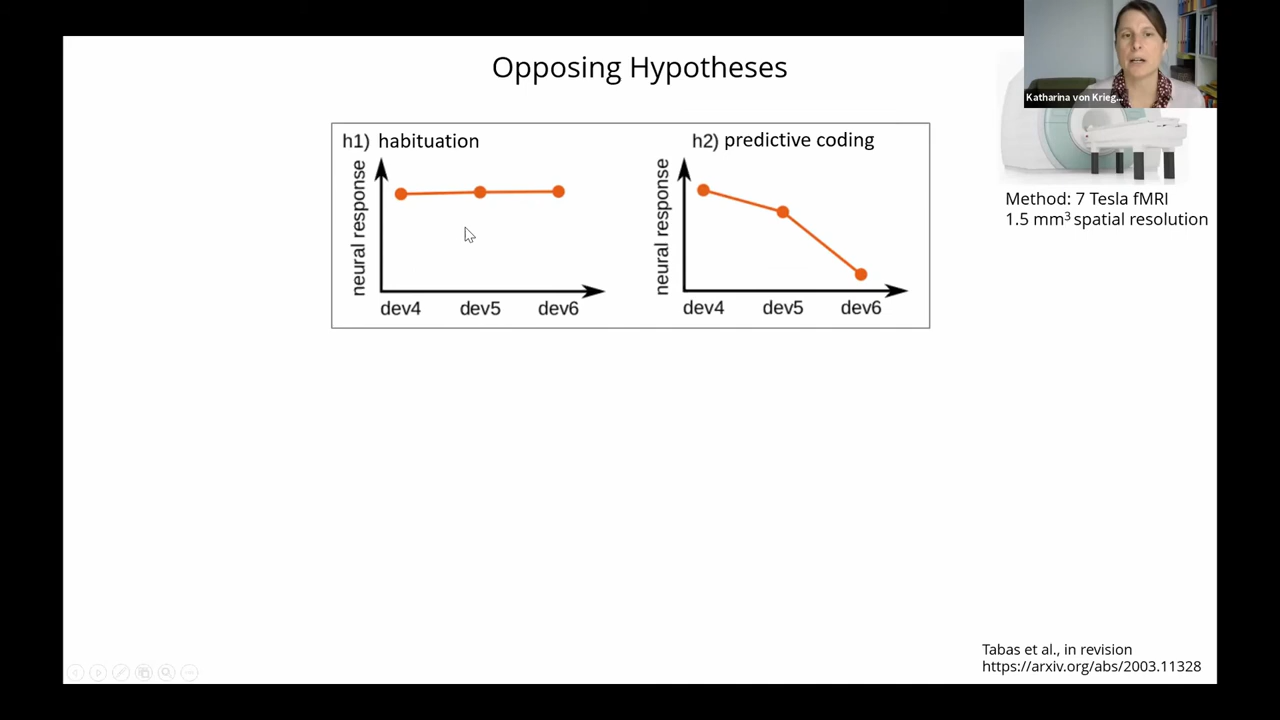 Opposing Hypotheses
Katharina von Krieg...
h1) habituation
neural response
dev4 dev5 dev6
h2) predictive coding
neural response
dev4 dev5 dev6
Method: 7 Tesla fMRI
1.5 mm³ spatial resolution
Tabas et al., in revision
https://arxiv.org/abs/2003.11328